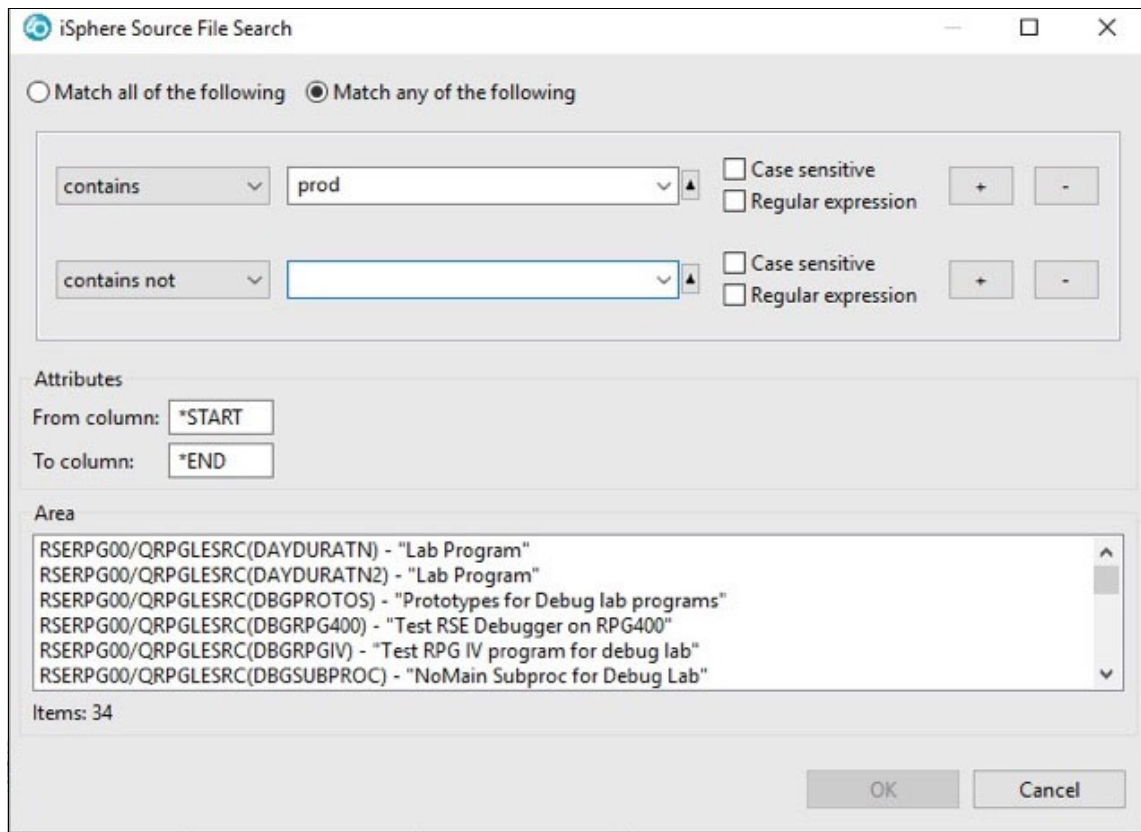 iSphere Source File Search
Match all of the following Match any of the following
contains prod Case sensitive + -
Regular expression
contains not Case sensitive + -
Regular expression
Attributes
From column: *START
To column: *END
Area
RSERPG00/QRPGLESRC(DAYDURATN) - "Lab Program"
RSERPG00/QRPGLESRC(DAYDURATN2) - "Lab Program"
RSERPG00/QRPGLESRC(DBGPROTOS) - "Prototypes for Debug lab programs"
RSERPG00/QRPGLESRC(DBGRPG400) - "Test RSE Debugger on RPG400"
RSERPG00/QRPGLESRC(DBGRPGIV) - "Test RPG IV program for debug lab"
RSERPG00/QRPGLESRC(DBGSUBPROC) - "NoMain Subproc for Debug Lab"
Items: 34
OK Cancel